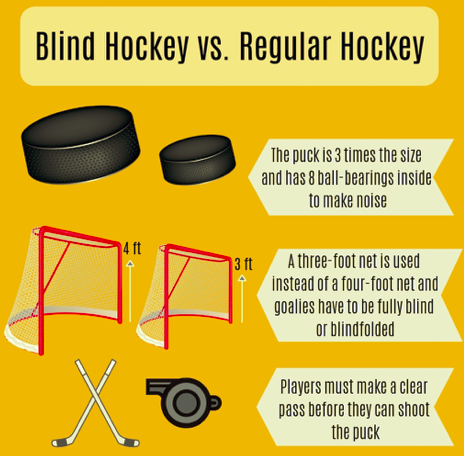 Blind Hockey vs. Regular Hockey
The puck is 3 times the size
and has 8 ball-bearings inside
to make noise
4 ft
3 ft
A three-foot net is used
instead of a four-foot net and
goalies have to be fully blind
or blindfolded
Players must make a clear
pass before they can shoot
the puck